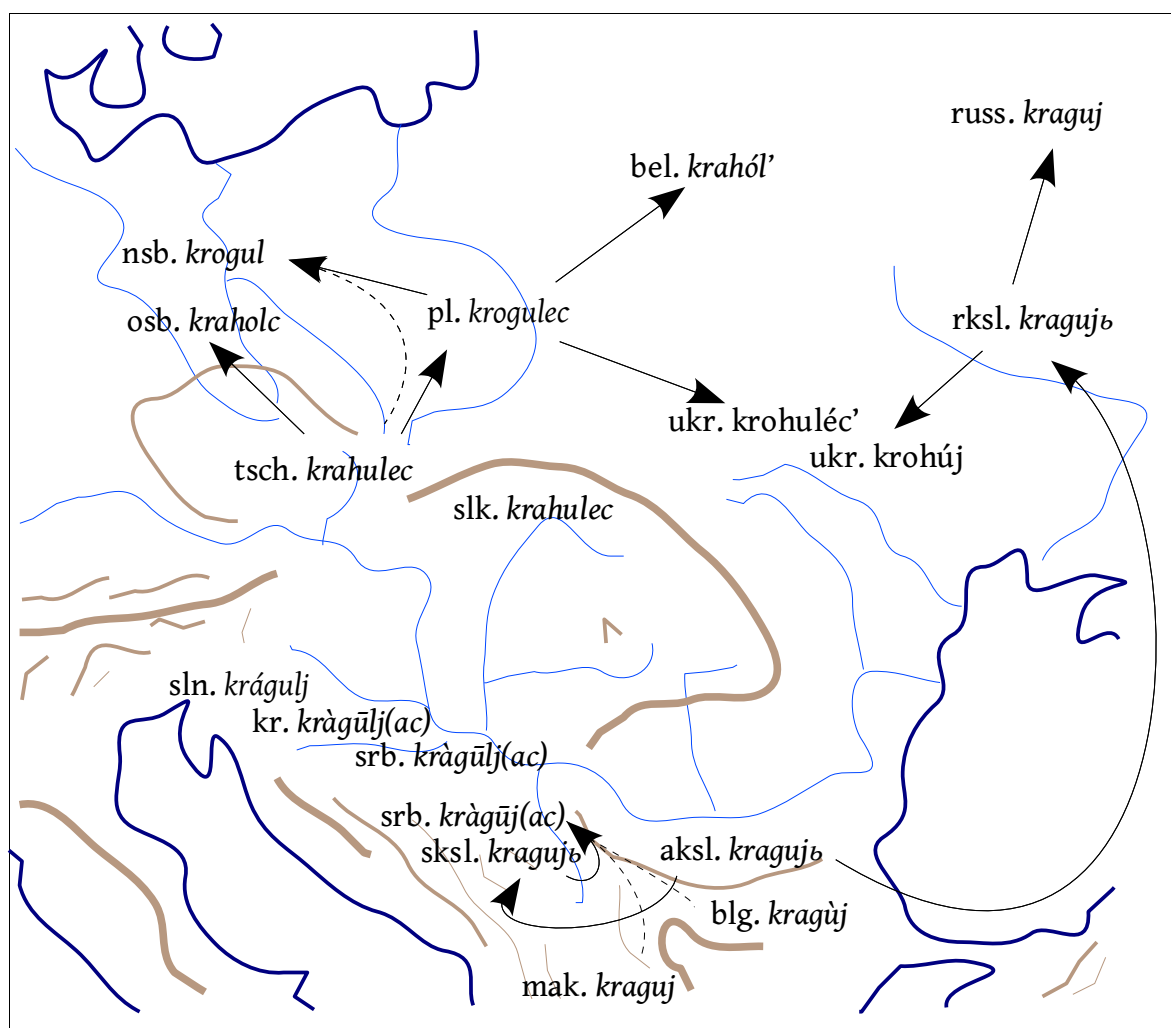 russ. kraguj
bel. krahól’
nsb. krogul
osb. kraholc
pl. krogulec
rksl. kragujь
ukr. krohuléc’
ukr. krohúj
tsch. krahulec
slk. krahulec
sln. krágulj
kr. kràgūlj(ac)
srb. kràgūlj(ac)
srb. kràgūj(ac)
sksl. kragujь
aksl. kragujь
blg. kragùj
mak. kraguj